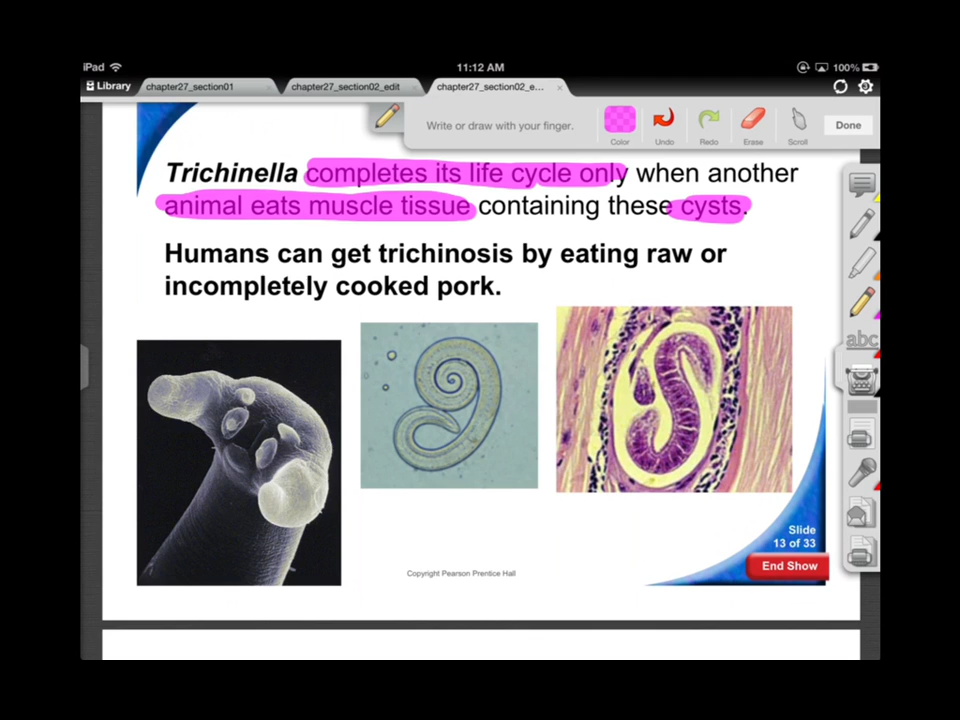 iPad
11:12 AM
100%
Library
chapter27_section01
chapter27_section02_edit
chapter27_section02_e...
Write or draw with your finger.
Color
Undo
Redo
Erase
Scroll
Done
Trichinella completes its life cycle only when another
animal eats muscle tissue containing these cysts.
Humans can get trichinosis by eating raw or
incompletely cooked pork.
abc
Slide
13 of 33
End Show
Copyright Pearson Prentice Hall